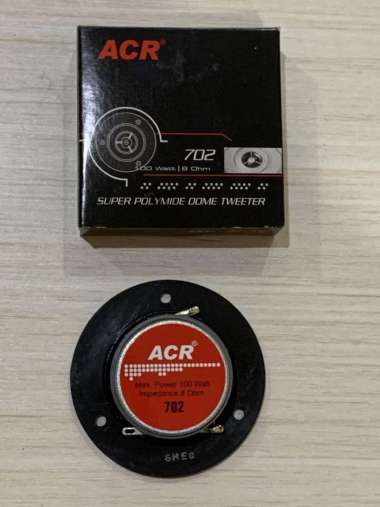 ACR®
702
100 Watt | 8 Ohm
SUPER POLYMIDE DOME TWEETER
ACR®
Max. Power 100 Watt
Impedance 8 Ohm
702